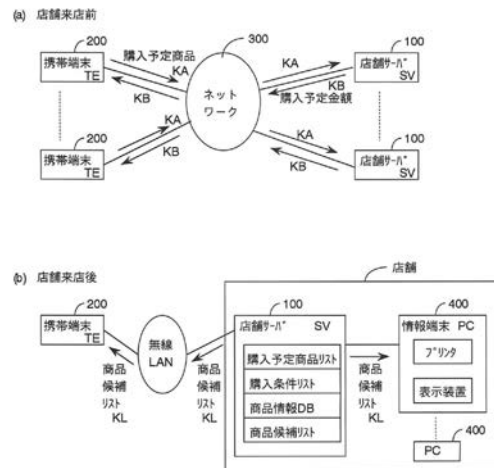 (a) 店舗来店前
200
携帯端末
TE
購入予定商品
KA
KB
300
ネット
ワーク
KA
KB
購入予定金額
100
店舗サーバ
SV
200
携帯端末
TE
KA
KB
KA
KB
100
店舗サーバ
SV
(b) 店舗来店後
店舗
200
携帯端末
TE
無線
LAN
商品
候補
リスト
KL
商品
候補
リスト
KL
100
店舗サーバ SV
購入予定商品リスト
購入条件リスト
商品情報DB
商品候補リスト
商品
候補
リスト
KL
400
情報端末 PC
プリンタ
表示装置
400
PC